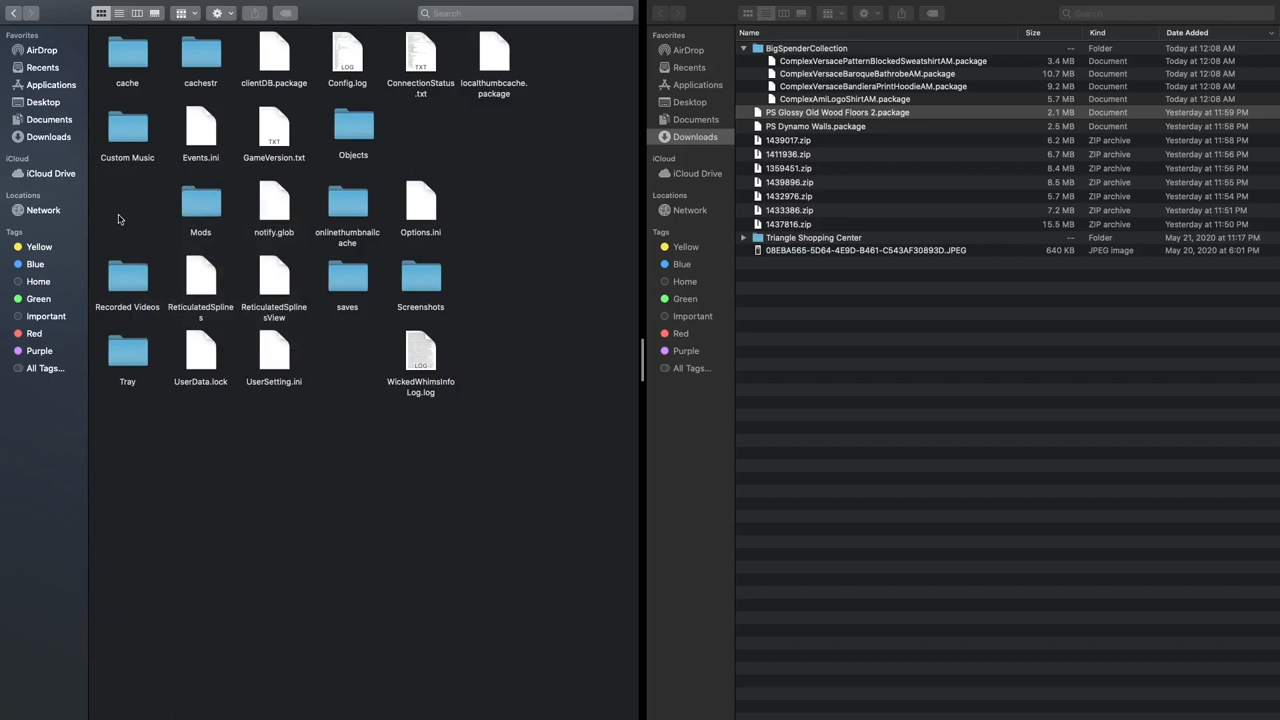 Search
Favorites
AirDrop
Recents
Applications
Desktop
Documents
Downloads
iCloud
iCloud Drive
Locations
Network
Tags
Yellow
Blue
Home
Green
Important
Red
Purple
All Tags...
cache
cachestr
clientDB.package
LOG
Config.log
TXT
ConnectionStatus
.txt
localthumbcache.
package
Custom Music
Events.ini
TXT
GameVersion.txt
Objects
Mods
notify.glob
onlinethumbnailc
ache
Options.ini
Recorded Videos
ReticulatedSpline
s
ReticulatedSplin
esView
saves
Screenshots
Tray
UserData.lock
UserSetting.ini
LOG
WickedWhimsInfo
Log.log
Search
Favorites
AirDrop
Recents
Applications
Desktop
Documents
Downloads
iCloud
iCloud Drive
Locations
Network
Tags
Yellow
Blue
Home
Green
Important
Red
Purple
All Tags...
Name Size Kind Date Added
BigSpenderCollection -- Folder Today at 12:08 AM
ComplexVersacePatternBlockedSweatshirtAM.package 3.4 MB Document Today at 12:08 AM
ComplexVersaceBaroqueBathrobeAM.package 10.7 MB Document Today at 12:08 AM
ComplexVersaceBandieraPrintHoodieAM.package 9.2 MB Document Today at 12:08 AM
ComplexAmiLogoShirtAM.package 5.7 MB Document Today at 12:08 AM
PS Glossy Old Wood Floors 2.package 2.1 MB Document Yesterday at 11:59 PM
PS Dynamo Walls.package 2.5 MB Document Yesterday at 11:58 PM
1439017.zip 6.7 MB ZIP archive Yesterday at 11:58 PM
1411936.zip 6.7 MB ZIP archive Yesterday at 11:56 PM
1359451.zip 8.4 MB ZIP archive Yesterday at 11:56 PM
1439896.zip 8.5 MB ZIP archive Yesterday at 11:55 PM
1432976.zip 5.7 MB ZIP archive Yesterday at 11:54 PM
1433386.zip 7.2 MB ZIP archive Yesterday at 11:51 PM
1437816.zip 15.5 MB ZIP archive Yesterday at 11:50 PM
Triangle Shopping Center -- Folder May 21, 2020 at 11:17 PM
08EBA565-5D64-4E9D-B461-C543AF30893D.JPEG 640 KB JPEG image May 20, 2020 at 6:01 PM